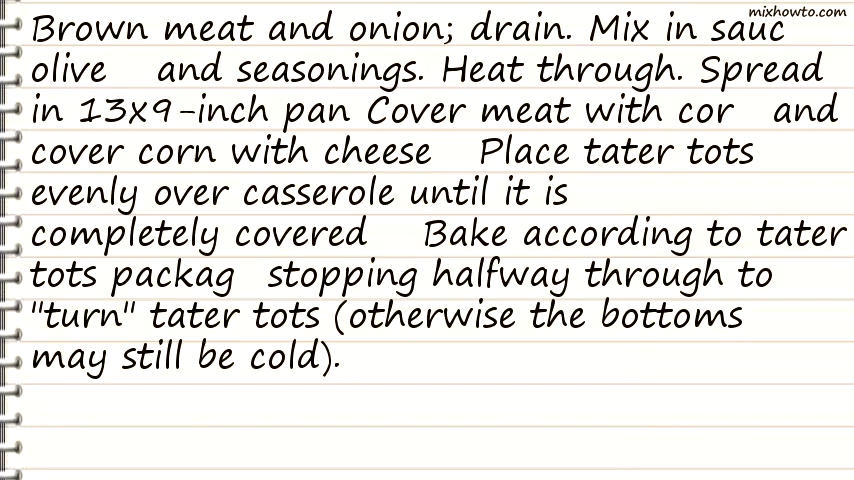 mixhowto.com
Brown meat and onion; drain. Mix in sauc
olive and seasonings. Heat through. Spread
in 13x9-inch pan Cover meat with cor and
cover corn with cheese Place tater tots
evenly over casserole until it is
completely covered Bake according to tater
tots packag stopping halfway through to
"turn" tater tots (otherwise the bottoms
may still be cold).